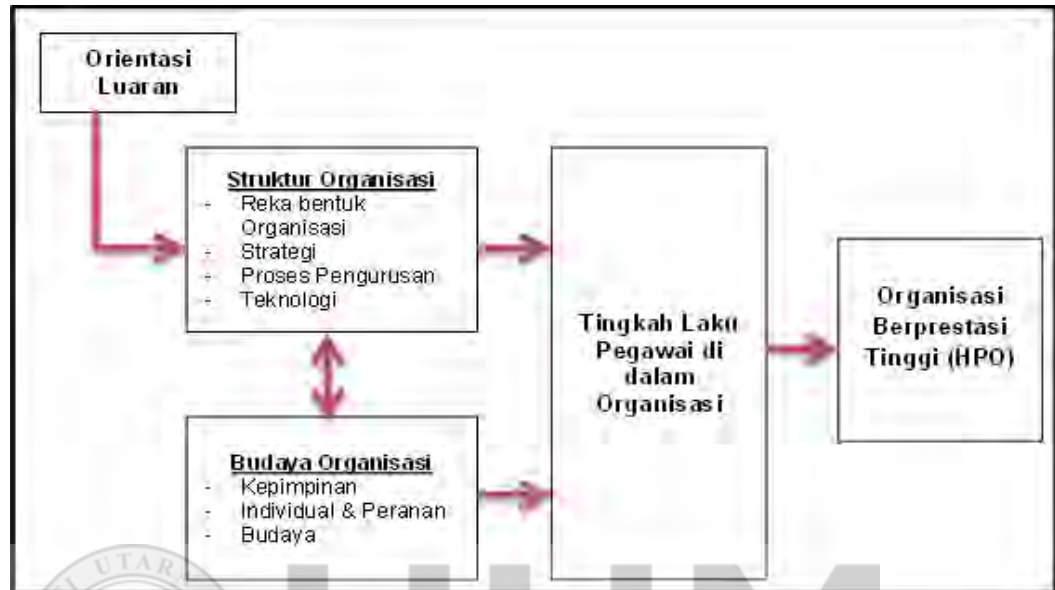 Orientasi
Luaran
Struktur Organisasi
- Reka bentuk
Organisasi
- Strategi
- Proses Pengurusan
- Teknologi
Budaya Organisasi
- Kepimpinan
- Individual & Peranan
- Budaya
Tingkah Laku
Pegawai di
dalam
Organisasi
Organisasi
Berprestasi
Tinggi (HPO)
UTAR